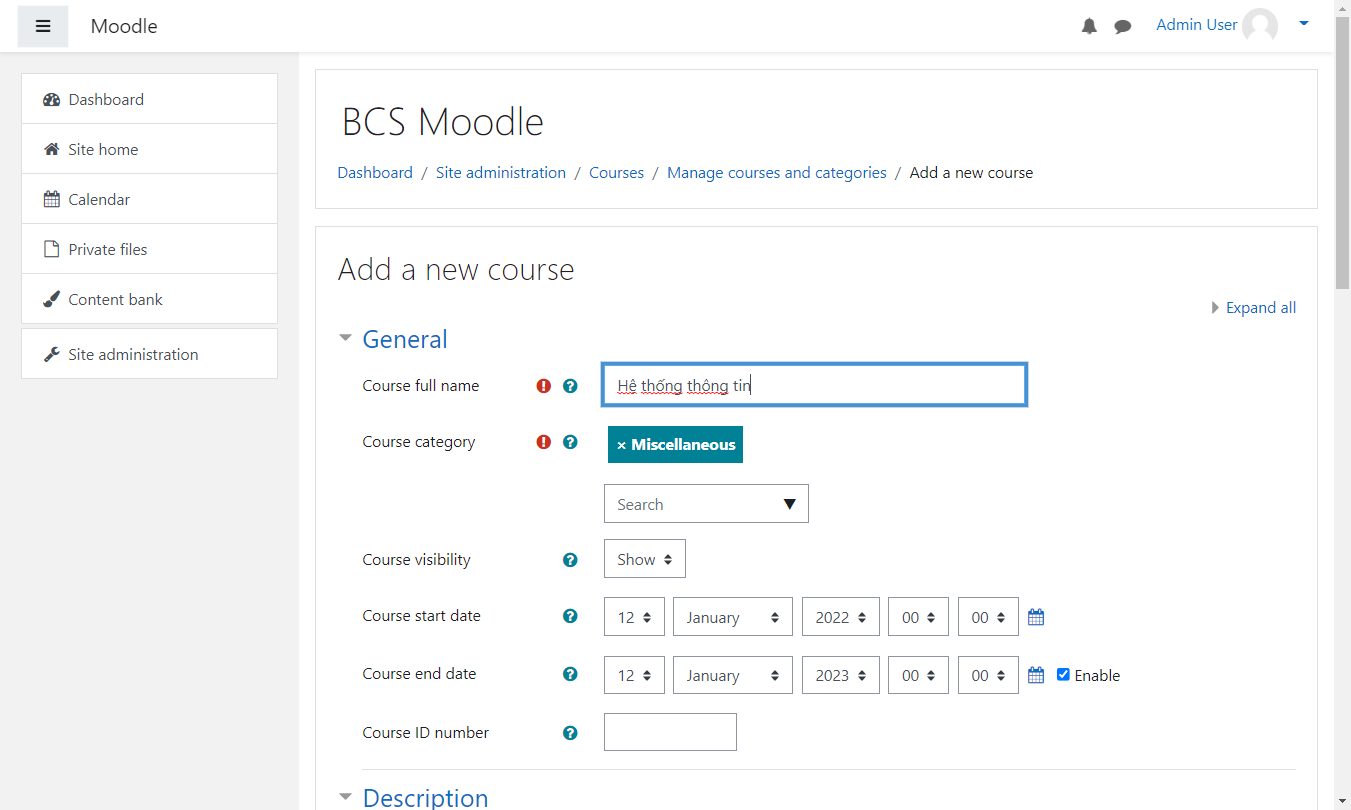 Moodle
Admin User
Dashboard
Site home
Calendar
Private files
Content bank
Site administration
BCS Moodle
Dashboard / Site administration / Courses / Manage courses and categories / Add a new course
Add a new course
Expand all
General
Course full name Hệ thống thông tin
Course category × Miscellaneous
Search
Course visibility Show
Course start date 12 January 2022 00 00
Course end date 12 January 2023 00 00 Enable
Course ID number
Description